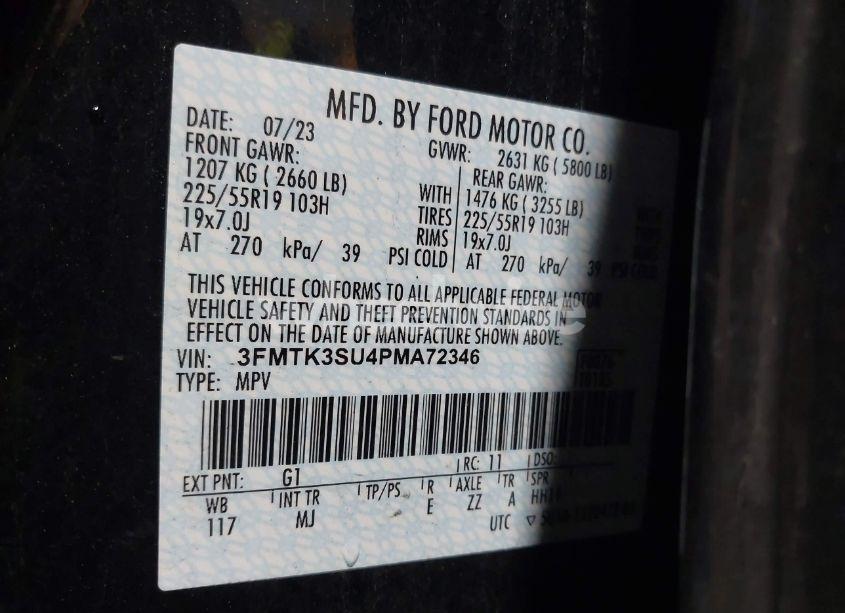 MFD. BY FORD MOTOR CO.
DATE: 07/23 GVWR: 2631 KG ( 5800 LB)
FRONT GAWR: REAR GAWR:
1207 KG ( 2660 LB) WITH 1476 KG ( 3255 LB)
225/55R19 103H TIRES 225/55R19 103H
19x7.0J RIMS 19x7.0J
AT 270 kPa/ 39 PSI COLD AT 270 kPa/ 39 PSI COLD
THIS VEHICLE CONFORMS TO ALL APPLICABLE FEDERAL MOTOR
VEHICLE SAFETY AND THEFT PREVENTION STANDARDS IN
EFFECT ON THE DATE OF MANUFACTURE SHOWN ABOVE.
VIN: 3FMTK3SU4PMA72346
TYPE: MPV
EXT PNT: G1 RC: 11 DSO:
WB INT TR TP/PS R AXLE TR SPR
117 MJ E ZZ A
UTC